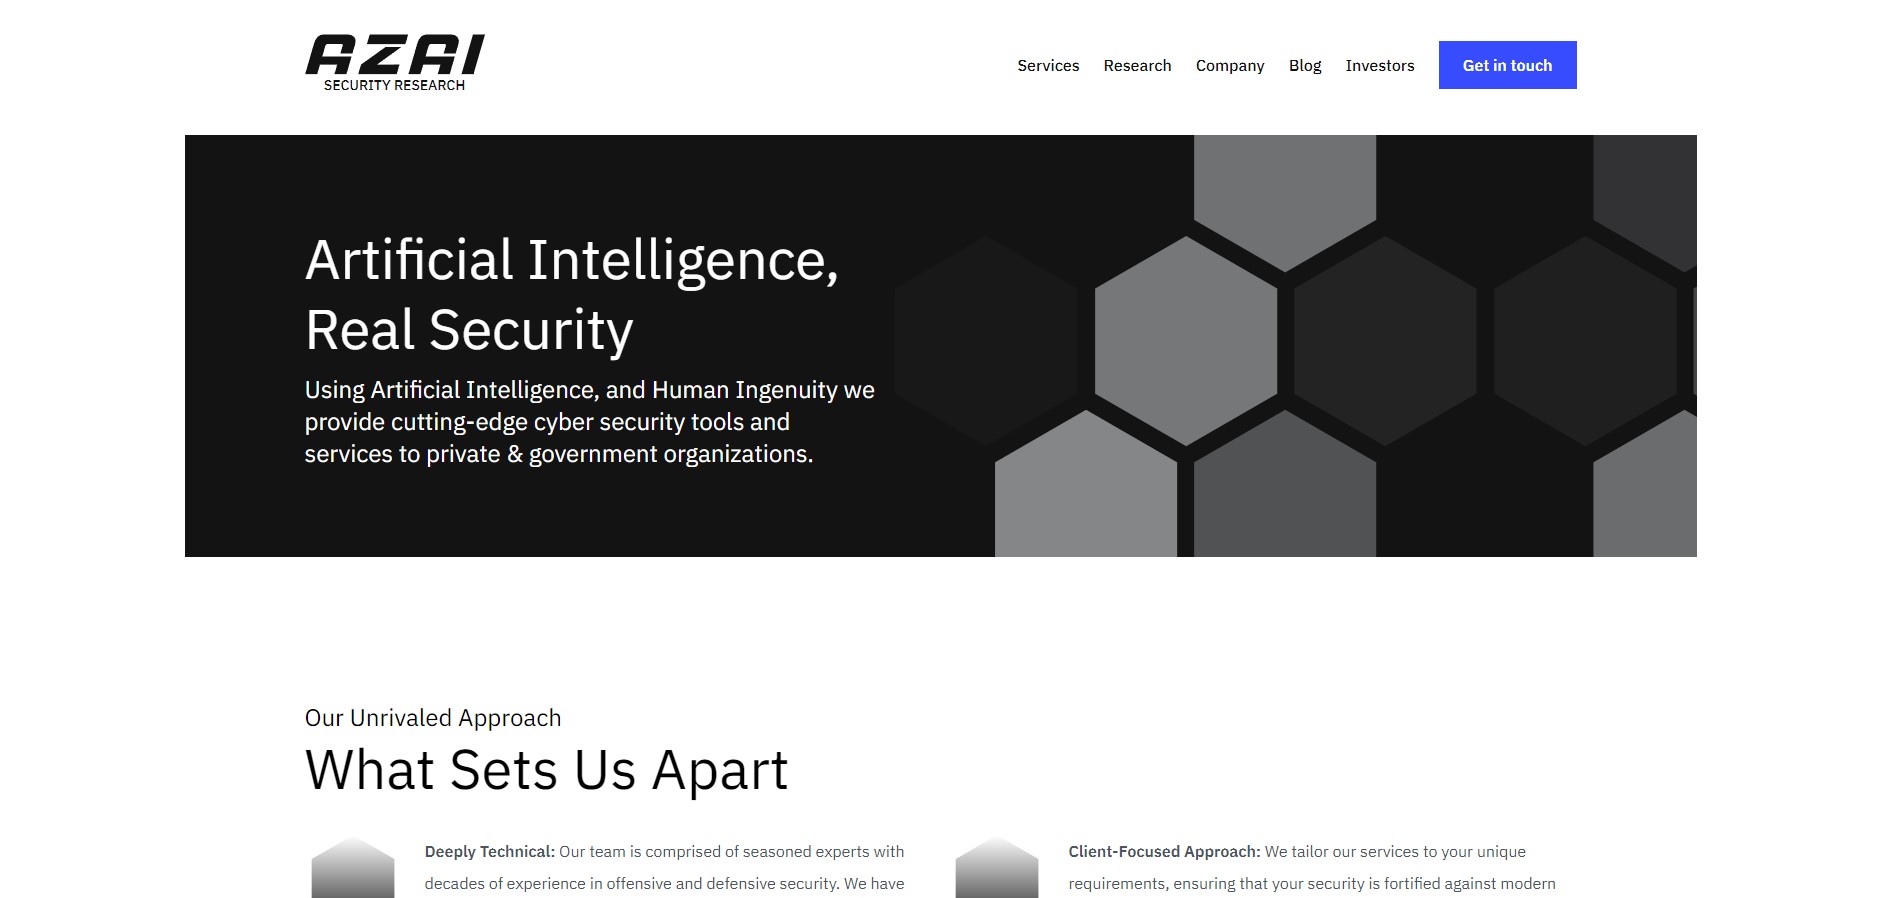 AZAI
SECURITY RESEARCH
Services
Research
Company
Blog
Investors
Get in touch
Artificial Intelligence,
Real Security
Using Artificial Intelligence, and Human Ingenuity we
provide cutting-edge cyber security tools and
services to private & government organizations.
Our Unrivaled Approach
What Sets Us Apart
Deeply Technical: Our team is comprised of seasoned experts with
decades of experience in offensive and defensive security. We have
Client-Focused Approach: We tailor our services to your unique
requirements, ensuring that your security is fortified against modern